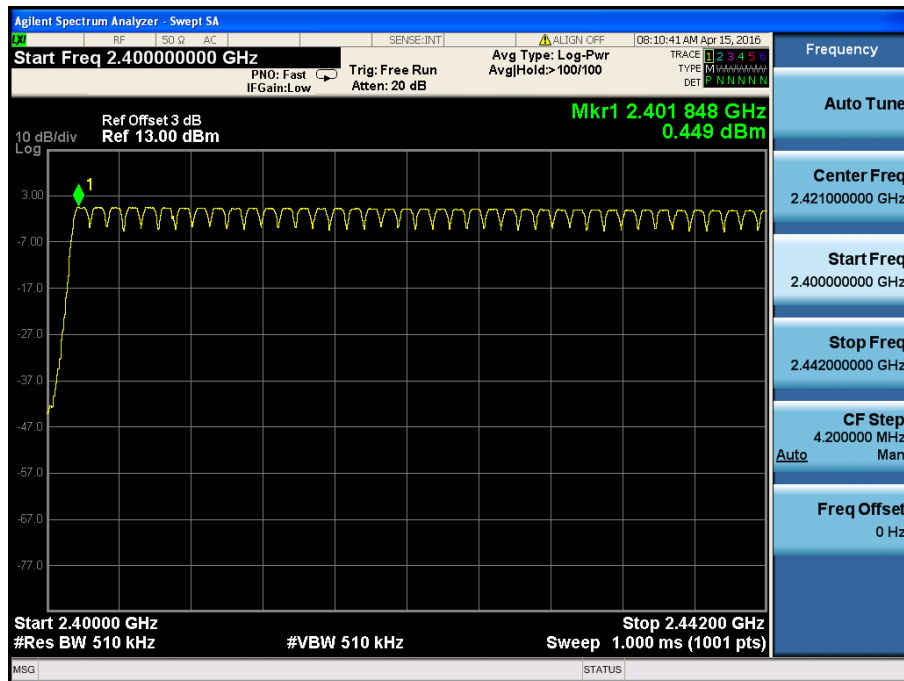 Agilent Spectrum Analyzer - Swept SA
LXI RF 50 Ω AC SENSE:INT ALIGN OFF 08:10:41 AM Apr 15, 2016
Start Freq 2.400000000 GHz
PNO: Fast
IFGain:Low
Trig: Free Run
Atten: 20 dB
Avg Type: Log-Pwr
Avg|Hold:>100/100
TRACE 1 2 3 4 5 6
TYPE M WWWWW
DET P N N N N N
Mkr1 2.401 848 GHz
0.449 dBm
Ref Offset 3 dB
10 dB/div Ref 13.00 dBm
Log
1
3.00
-7.00
-17.0
-27.0
-37.0
-47.0
-57.0
-67.0
-77.0
Start 2.40000 GHz Stop 2.44200 GHz
#Res BW 510 kHz #VBW 510 kHz Sweep 1.000 ms (1001 pts)
MSG STATUS
Frequency
Auto Tune
Center Freq
2.421000000 GHz
Start Freq
2.400000000 GHz
Stop Freq
2.442000000 GHz
CF Step
4.200000 MHz
Auto Man
Freq Offset
0 Hz